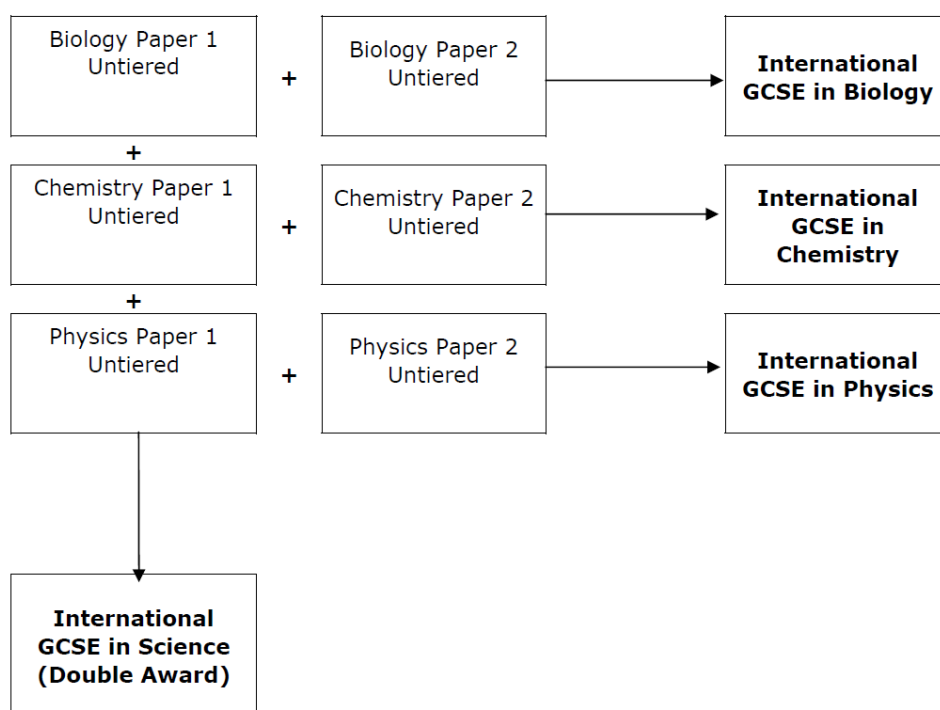 Biology Paper 1
Untiered
+
Biology Paper 2
Untiered
International
GCSE in Biology
+
Chemistry Paper 1
Untiered
+
Chemistry Paper 2
Untiered
International
GCSE in
Chemistry
+
Physics Paper 1
Untiered
+
Physics Paper 2
Untiered
International
GCSE in Physics
International
GCSE in Science
(Double Award)